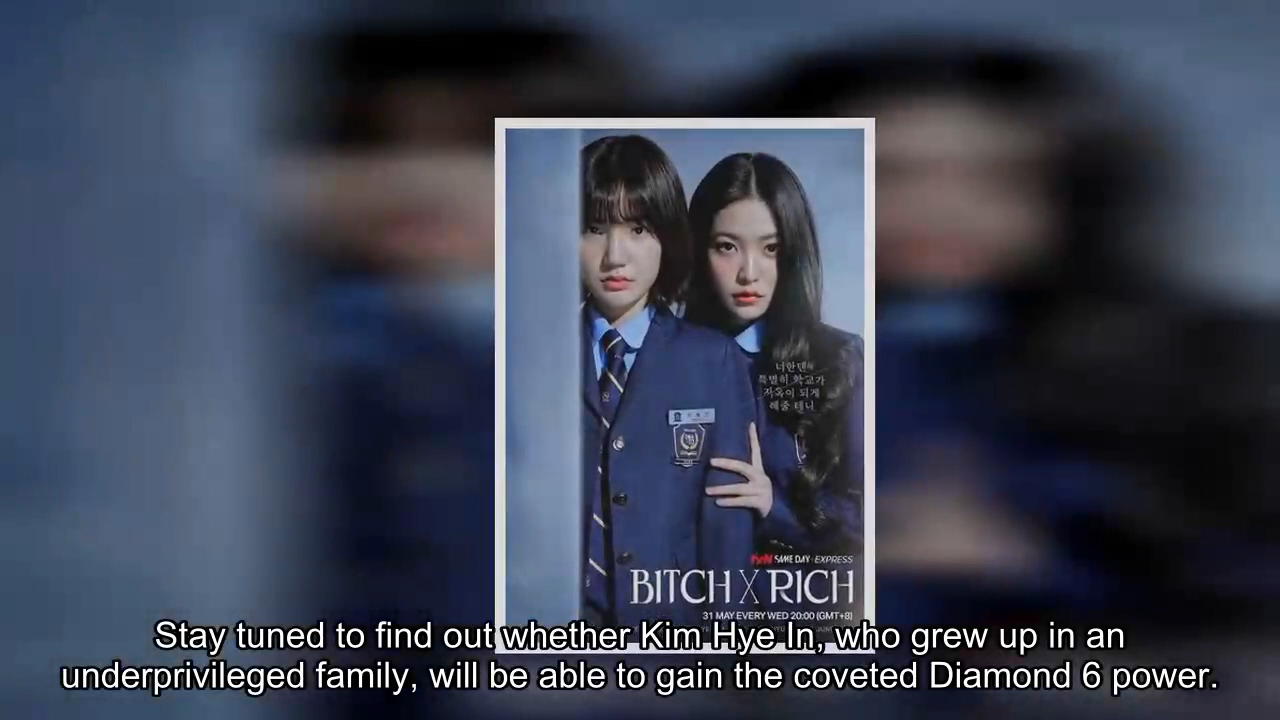 너한텐
특별히 학교가
지옥이 되게
해줄 테니
tvN SAME DAY EXPRESS
BITCH X RICH
31 MAY EVERY WED 20:00 (GMT+8)
Stay tuned to find out whether Kim Hye In, who grew up in an
underprivileged family, will be able to gain the coveted Diamond 6 power.